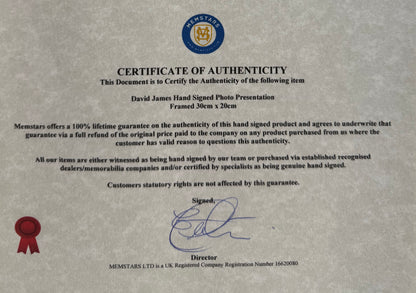 MEMSTARS
CERTIFICATE OF AUTHENTICITY
This Document is to Certify the Authenticity of the following item
David James Hand Signed Photo Presentation
Framed 30cm x 20cm
Memstars offers a 100% lifetime guarantee on the authenticity of this hand signed product and agrees to underwrite that
guarantee via a full refund of the original price paid to the company on any product purchased from us where the
customer has valid reason to questions this authenticity.
All our items are either witnessed as being hand signed by our team or purchased via established recognised
dealers/memorabilia companies and/or certified by specialists as being genuine hand signed.
Customers statutory rights are not affected by this guarantee.
Signed,
Director
MEMSTARS LTD is a UK Registered Company Registration Number 16620080